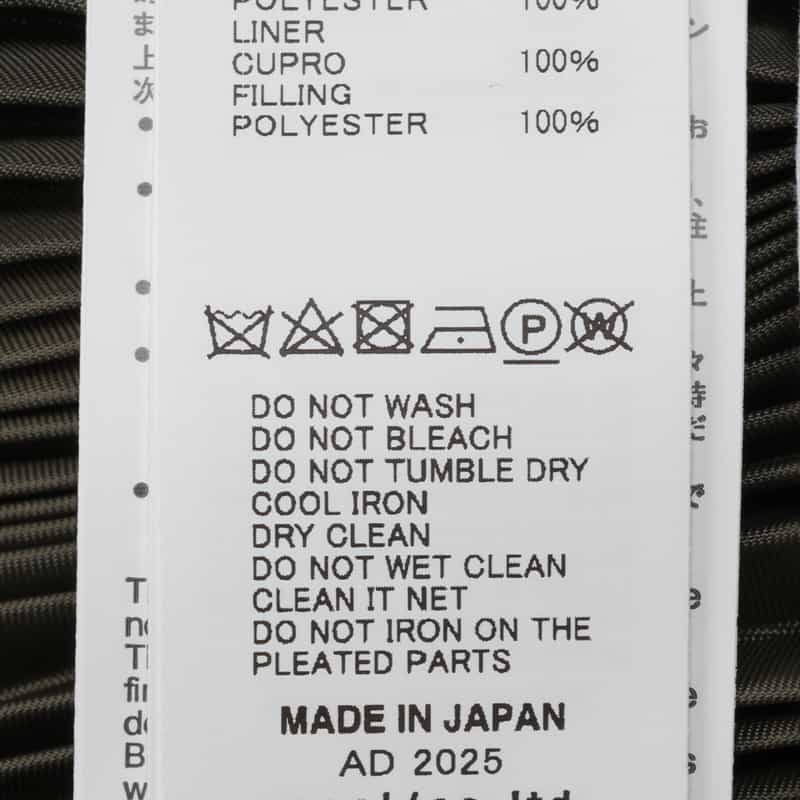 POLYESTER 100%
LINER
CUPRO 100%
FILLING
POLYESTER 100%
P
W
DO NOT WASH
DO NOT BLEACH
DO NOT TUMBLE DRY
COOL IRON
DRY CLEAN
DO NOT WET CLEAN
CLEAN IT NET
DO NOT IRON ON THE
PLEATED PARTS
MADE IN JAPAN
AD 2025